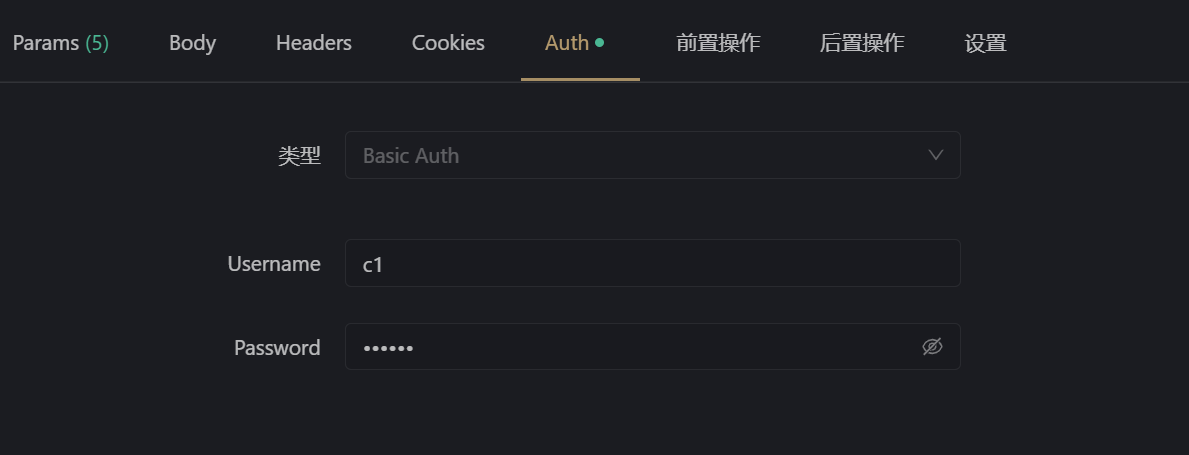 Params (5) Body Headers Cookies Auth 前置操作 后置操作 设置
类型 Basic Auth
Username c1
Password ••••••